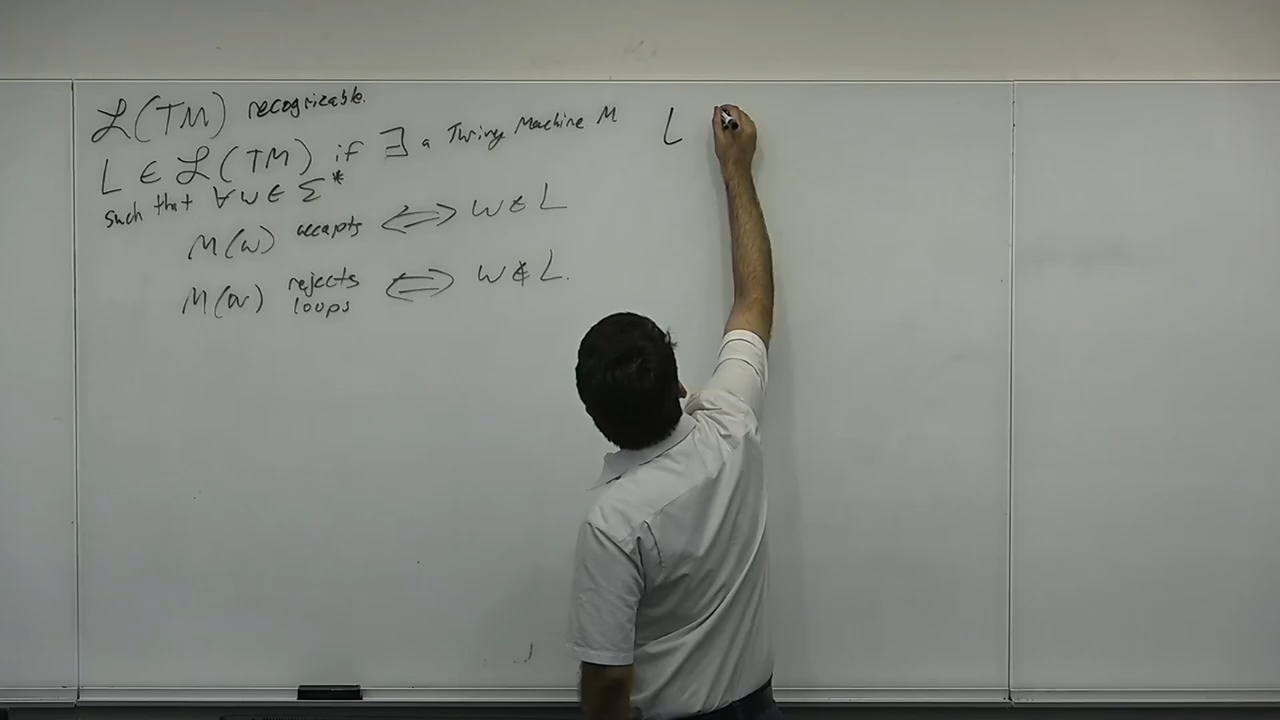 ℒ(TM) recognizable.
L ∈ ℒ(TM) if ∃ a Turing Machine M
such that ∀ w ∈ Σ*
M(w) accepts ⟺ w ∈ L
M(w) rejects loops ⟺ w ∉ L.
L